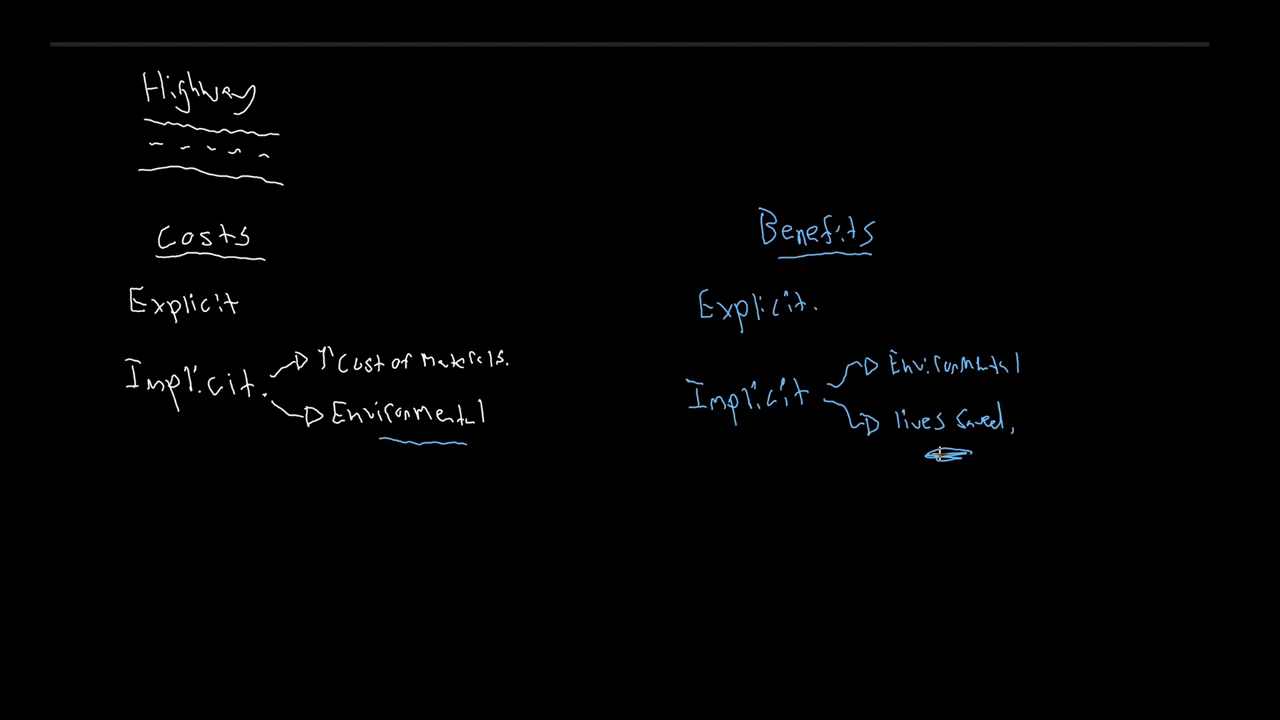 Highway
Costs
Explicit
Implicit.
↑ Cost of Materials.
Environmental
Benefits
Explicit.
Implicit
Environmental
lives saved,